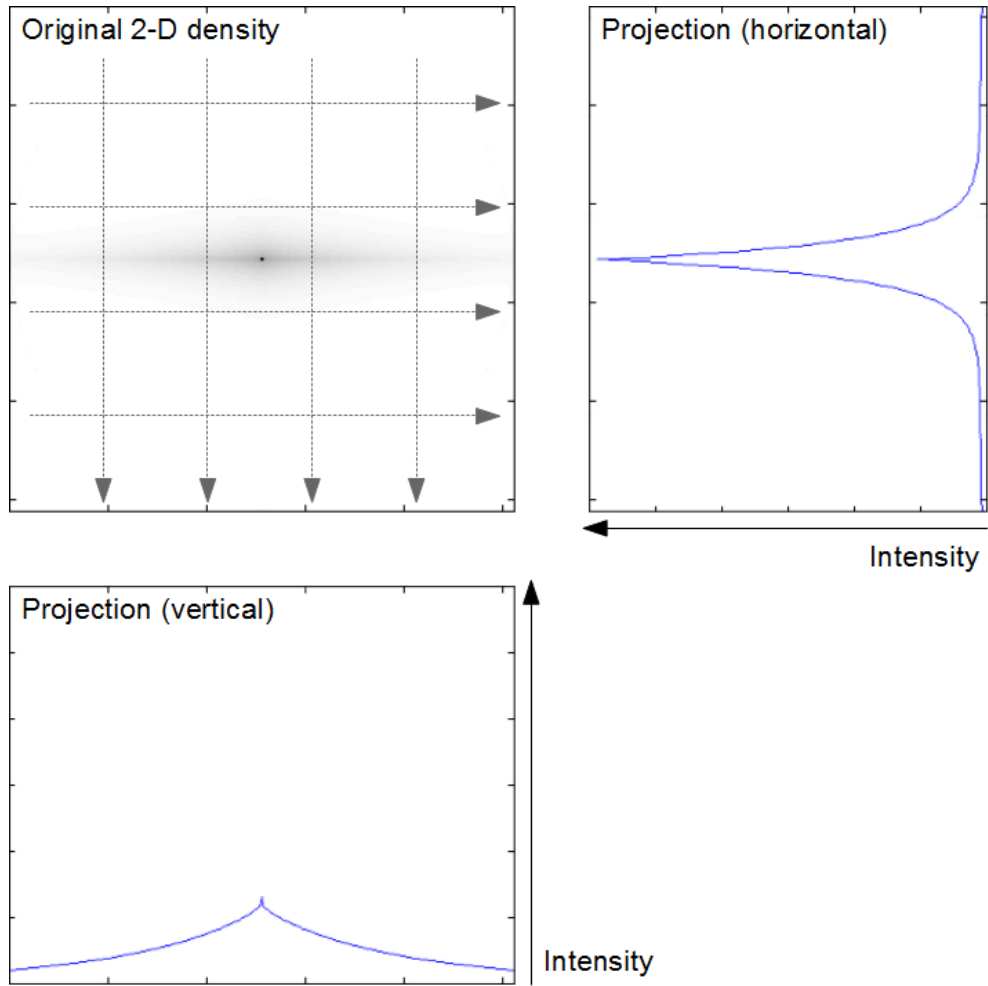 Original 2-D density
Projection (horizontal)
Intensity
Projection (vertical)
Intensity